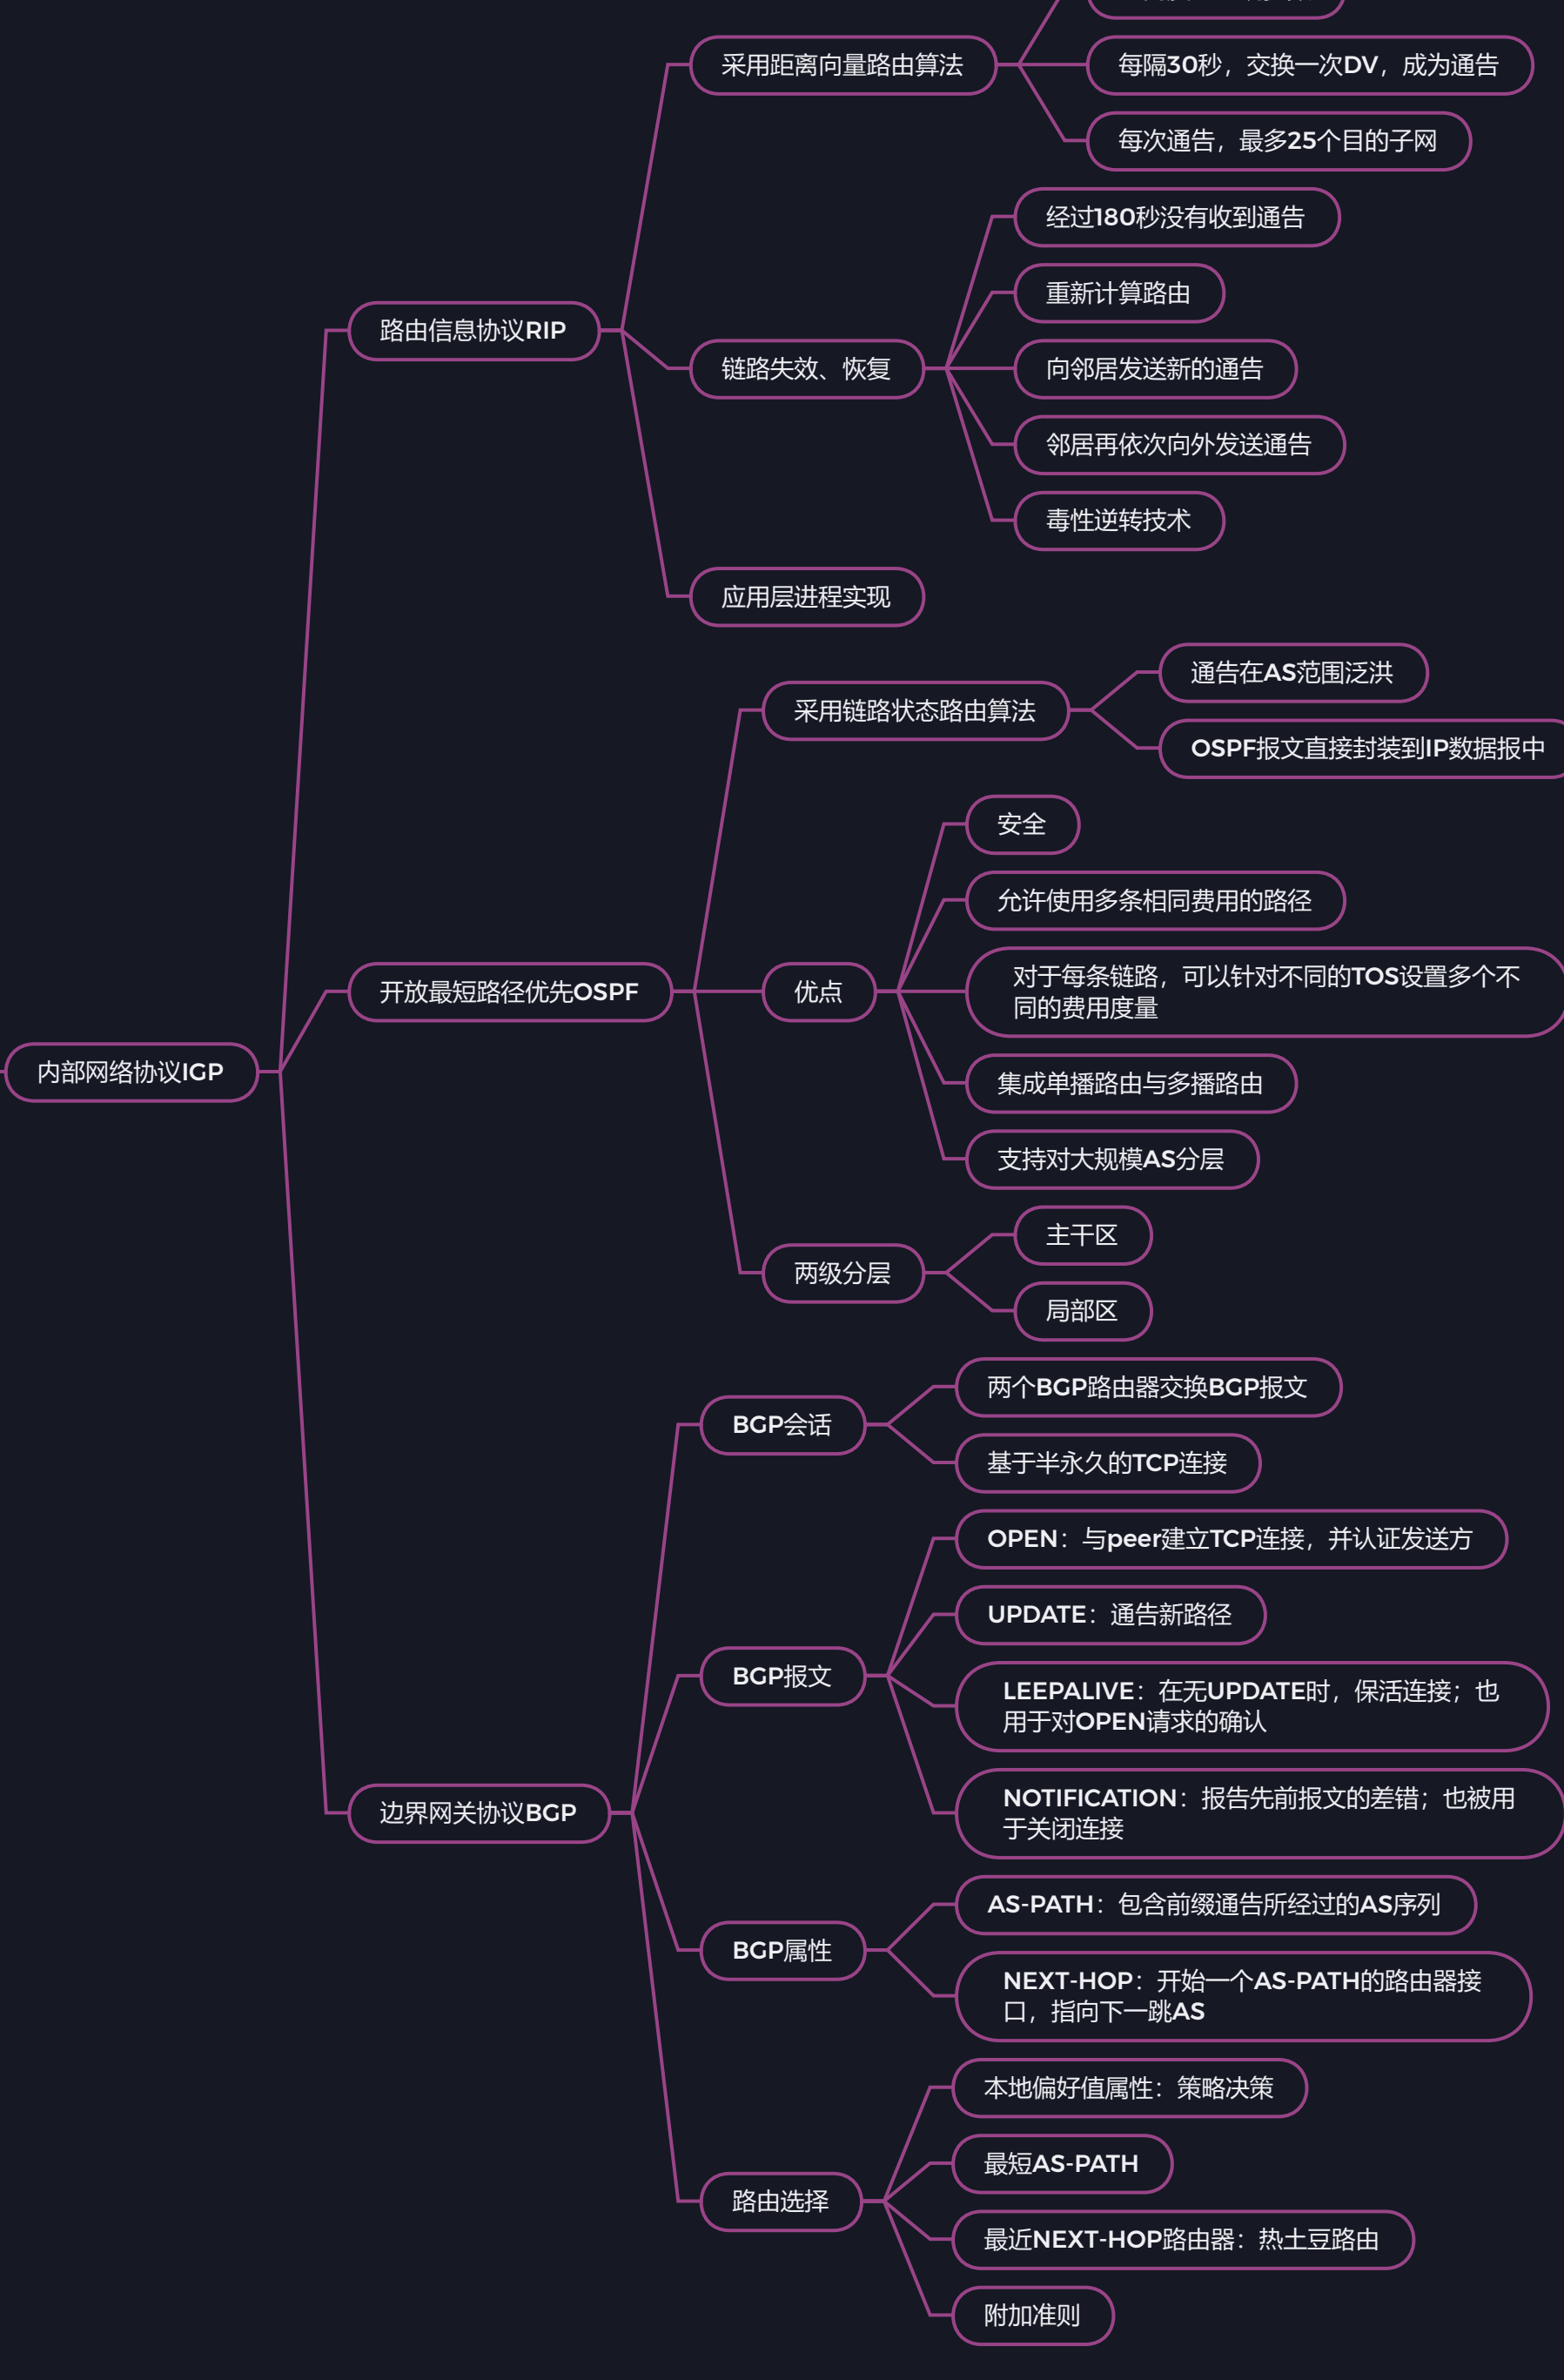 采用距离向量路由算法
每隔30秒，交换一次DV，成为通告
每次通告，最多25个目的子网
经过180秒没有收到通告
重新计算路由
路由信息协议RIP
链路失效、恢复
向邻居发送新的通告
邻居再依次向外发送通告
毒性逆转技术
应用层进程实现
通告在AS范围泛洪
采用链路状态路由算法
OSPF报文直接封装到IP数据报中
安全
允许使用多条相同费用的路径
开放最短路径优先OSPF
优点
对于每条链路，可以针对不同的TOS设置多个不
同的费用度量
内部网络协议IGP
集成单播路由与多播路由
支持对大规模AS分层
主干区
两级分层
局部区
两个BGP路由器交换BGP报文
BGP会话
基于半永久的TCP连接
OPEN：与peer建立TCP连接，并认证发送方
UPDATE：通告新路径
BGP报文
LEEPALIVE：在无UPDATE时，保活连接；也
用于对OPEN请求的确认
边界网关协议BGP
NOTIFICATION：报告先前报文的差错；也被用
于关闭连接
AS-PATH：包含前缀通告所经过的AS序列
BGP属性
NEXT-HOP：开始一个AS-PATH的路由器接
口，指向下一跳AS
本地偏好值属性：策略决策
最短AS-PATH
路由选择
最近NEXT-HOP路由器：热土豆路由
附加准则